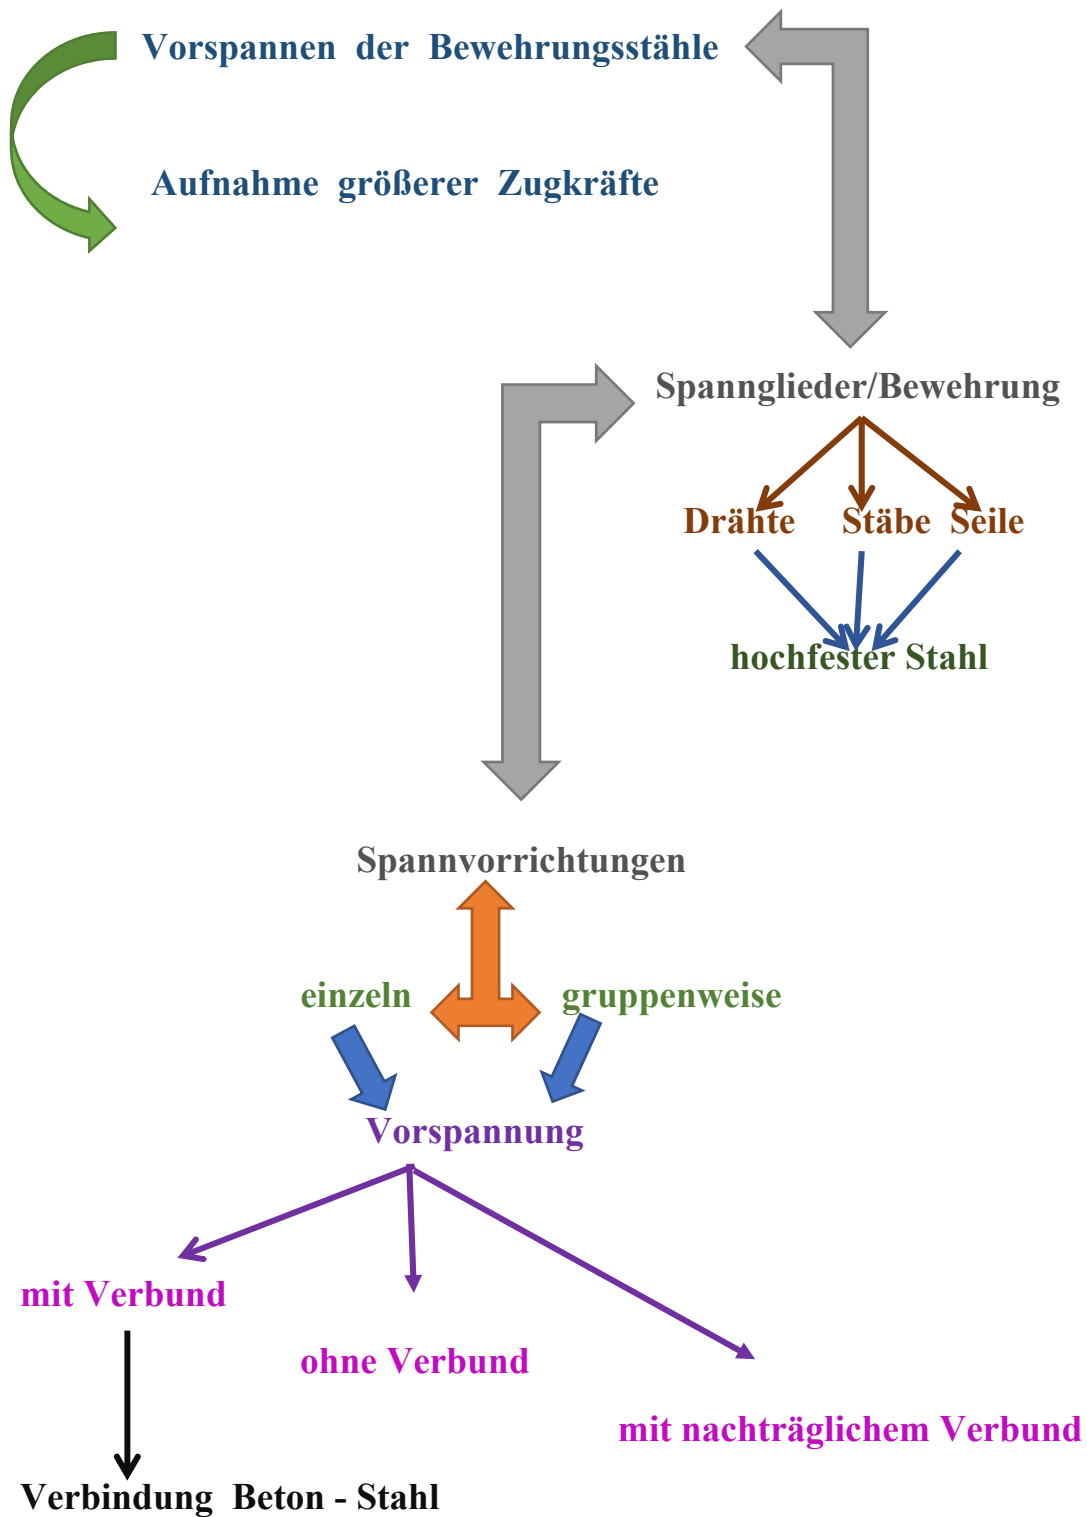 Vorspannen der Bewehrungsstähle
Aufnahme größerer Zugkräfte
Spannglieder/Bewehrung
Drähte Stäbe Seile
hochfester Stahl
Spannvorrichtungen
einzeln gruppenweise
Vorspannung
mit Verbund
ohne Verbund
mit nachträglichem Verbund
Verbindung Beton - Stahl